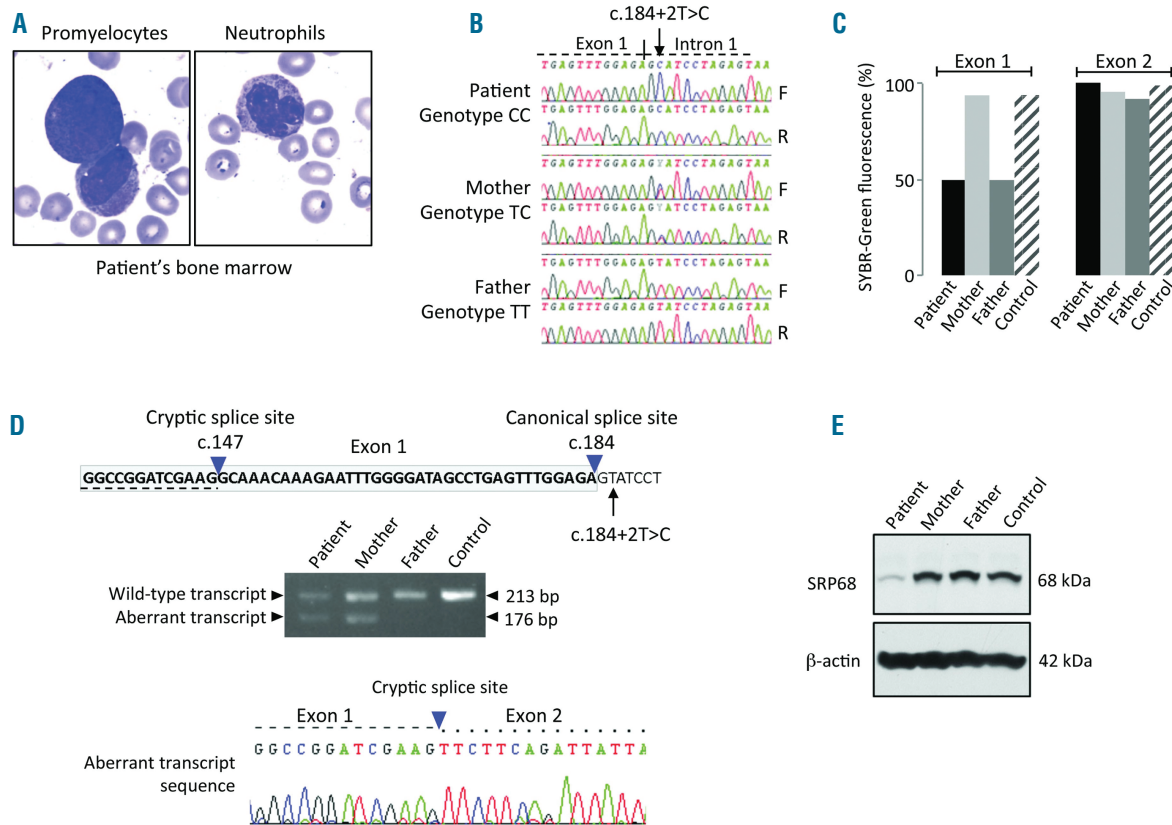 A
Promyelocytes
Neutrophils
Patient's bone marrow
B
c.184+2T>C
Exon 1
Intron 1
Patient
Genotype CC
TGAGTTTGGAGAGCATCCTAGAGTAA
F
TGAGTTTGGAGAGCATCCTAGAGTAA
R
Mother
Genotype TC
TGAGTTTGGAGAGYATCCTAGAGTAA
F
TGAGTTTGGAGAGYATCCTAGAGTAA
R
Father
Genotype TT
TGAGTTTGGAGAGTATCCTAGAGTAA
F
TGAGTTTGGAGAGTATCCTAGAGTAA
R
C
SYBR-Green fluorescence (%)
100
50
0
Exon 1
Exon 2
Patient
Mother
Father
Control
Patient
Mother
Father
Control
D
Cryptic splice site
c.147
Exon 1
Canonical splice site
c.184
GGCCGGATCGAAGGCAAACAAAGAATTTGGGGATAGCCTGAGTTTGGAGAGTATCCT
c.184+2T>C
Patient
Mother
Father
Control
Wild-type transcript
213 bp
Aberrant transcript
176 bp
Cryptic splice site
Exon 1
Exon 2
GGCCGGATCGAAGTTCTTCAGATTATTA
Aberrant transcript
sequence
E
Patient
Mother
Father
Control
SRP68
68 kDa
β-actin
42 kDa